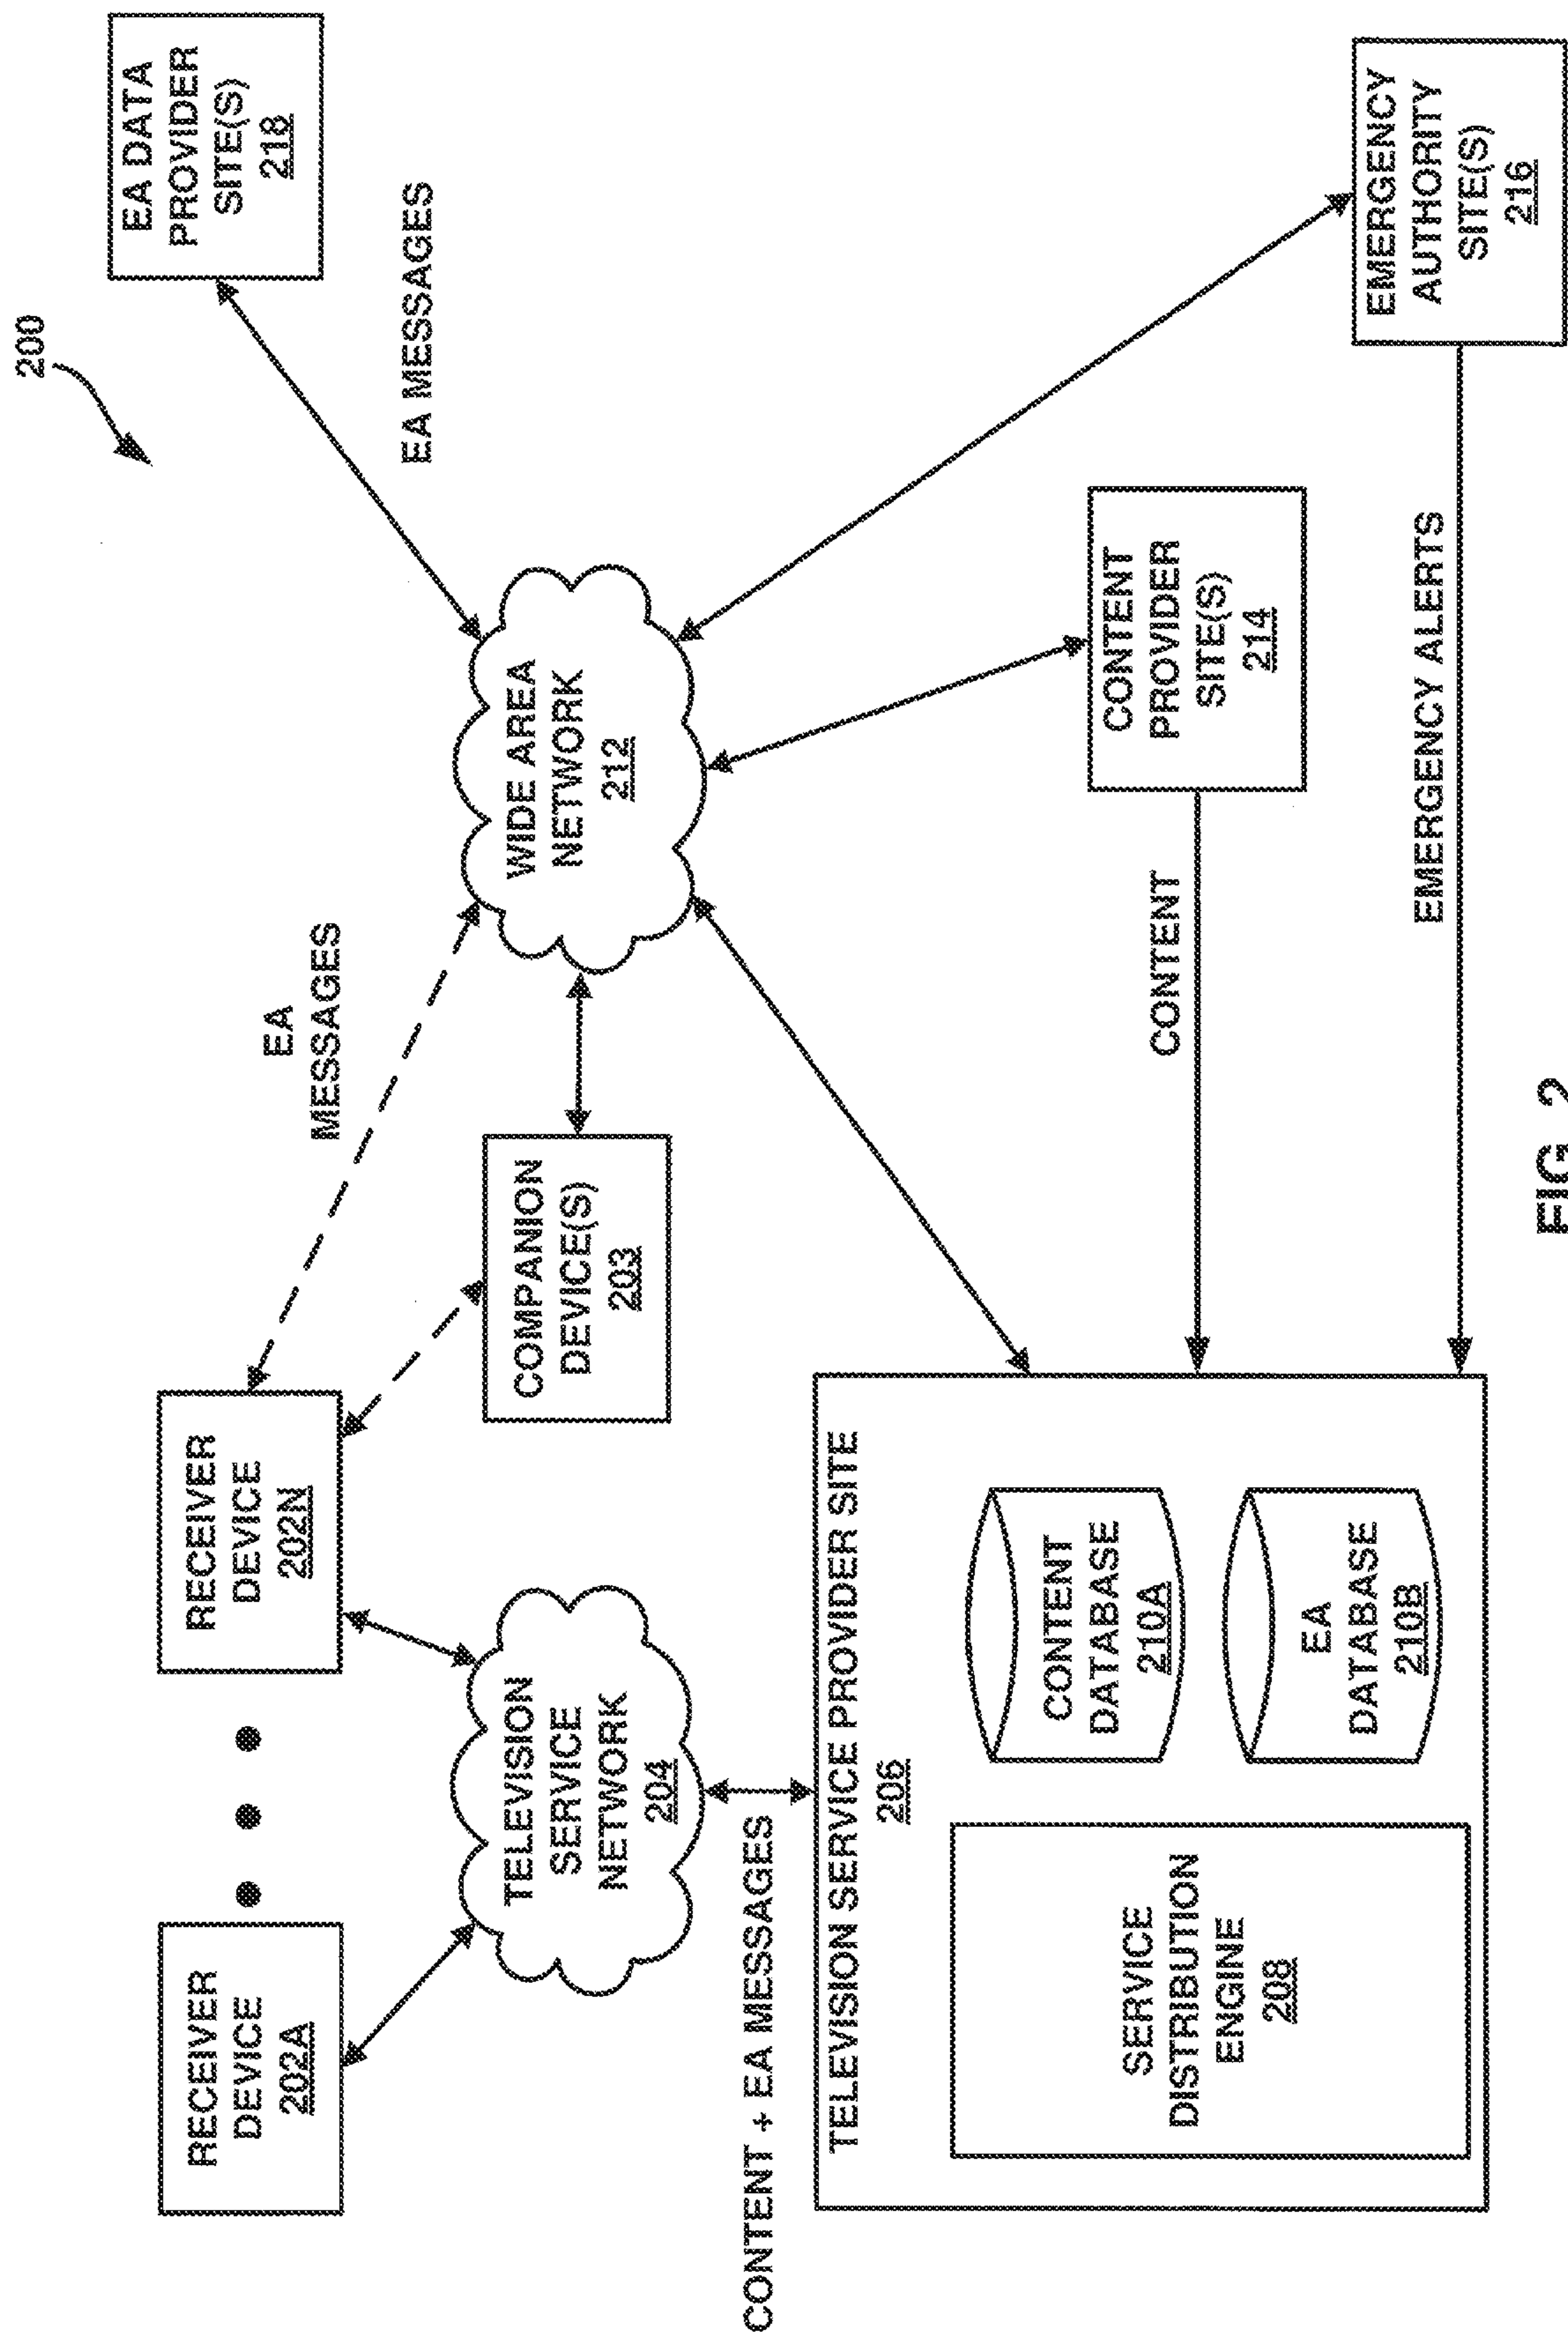 200
RECEIVER
DEVICE
202A
RECEIVER
DEVICE
202N
EA
MESSAGES
EA DATA
PROVIDER
SITE(S)
218
EA MESSAGES
TELEVISION
SERVICE
NETWORK
204
COMPANION
DEVICE(S)
203
WIDE AREA
NETWORK
212
CONTENT + EA MESSAGES
TELEVISION SERVICE PROVIDER SITE
206
SERVICE
DISTRIBUTION
ENGINE
208
CONTENT
DATABASE
210A
EA
DATABASE
210B
CONTENT
CONTENT
PROVIDER
SITE(S)
214
EMERGENCY ALERTS
EMERGENCY
AUTHORITY
SITE(S)
216
FIG. 2